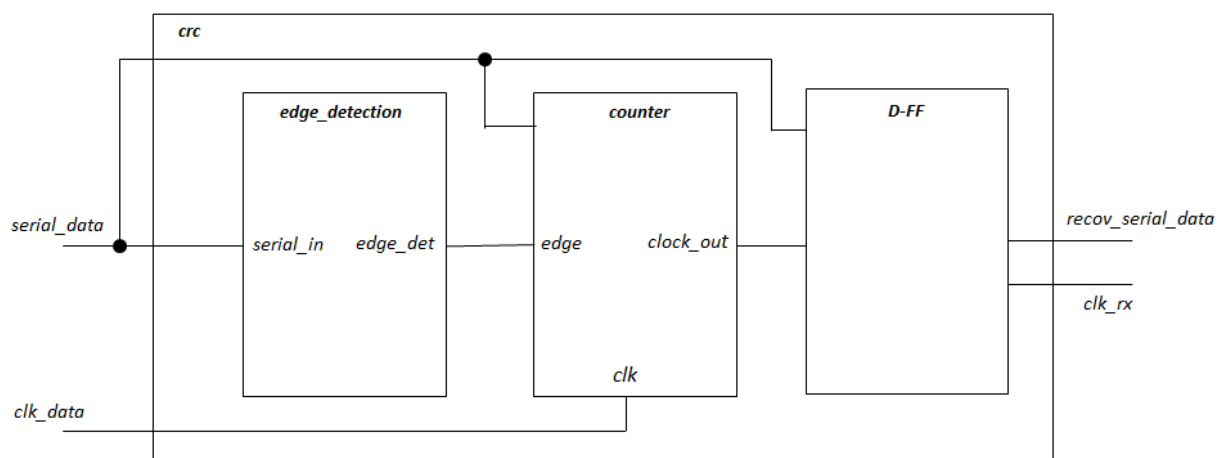 crc
edge_detection
counter
D-FF
serial_data
serial_in
edge_det
edge
clock_out
recov_serial_data
clk_rx
clk
clk_data